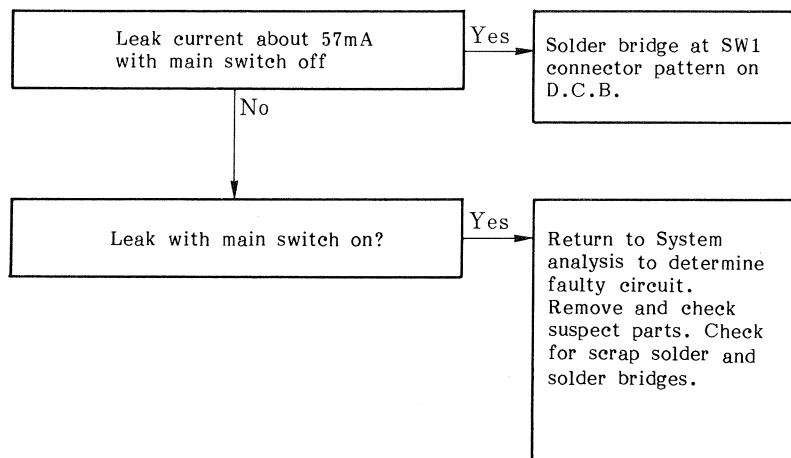 Leak current about 57mA
with main switch off
Yes
Solder bridge at SW1
connector pattern on
D.C.B.
No
Leak with main switch on?
Yes
Return to System
analysis to determine
faulty circuit.
Remove and check
suspect parts. Check
for scrap solder and
solder bridges.